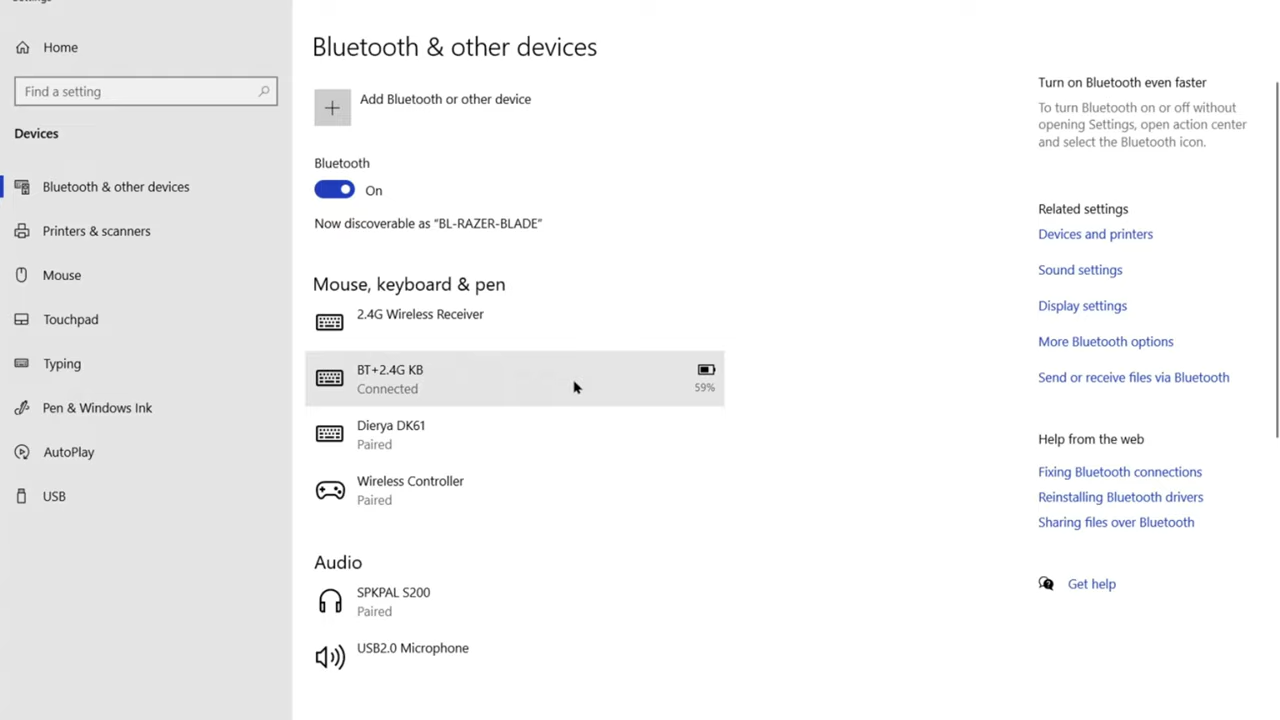 Home
Find a setting
Devices
Bluetooth & other devices
Printers & scanners
Mouse
Touchpad
Typing
Pen & Windows Ink
AutoPlay
USB
Bluetooth & other devices
Add Bluetooth or other device
Bluetooth
On
Now discoverable as “BL-RAZER-BLADE”
Mouse, keyboard & pen
2.4G Wireless Receiver
BT+2.4G KB
Connected
59%
Dierya DK61
Paired
Wireless Controller
Paired
Audio
SPKPAL S200
Paired
USB2.0 Microphone
Turn on Bluetooth even faster
To turn Bluetooth on or off without
opening Settings, open action center
and select the Bluetooth icon.
Related settings
Devices and printers
Sound settings
Display settings
More Bluetooth options
Send or receive files via Bluetooth
Help from the web
Fixing Bluetooth connections
Reinstalling Bluetooth drivers
Sharing files over Bluetooth
Get help